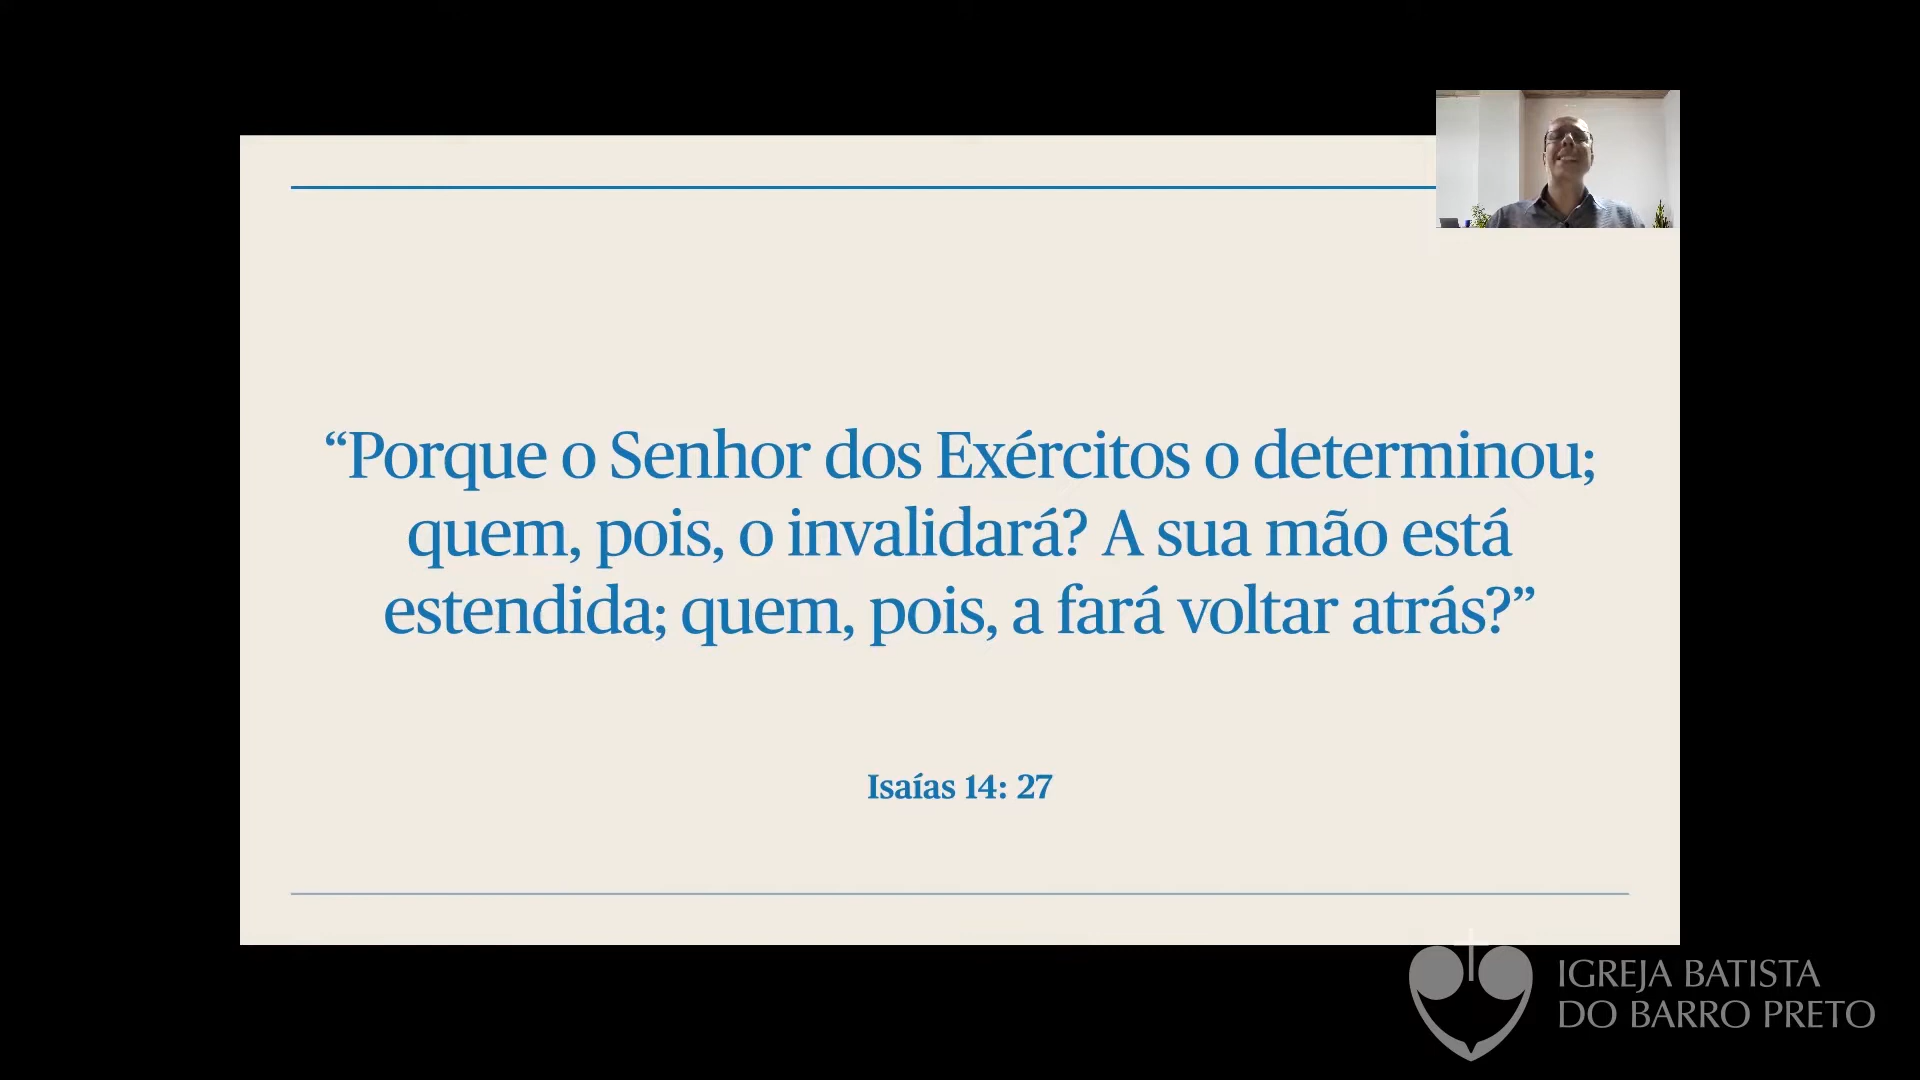 “Porque o Senhor dos Exércitos o determinou;
quem, pois, o invalidará? A sua mão está
estendida; quem, pois, a fará voltar atrás?”
Isaías 14: 27
IGREJA BATISTA
DO BARRO PRETO